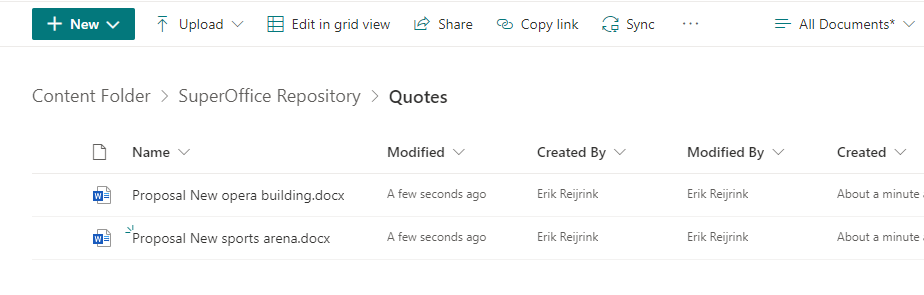 New Upload Edit in grid view Share Copy link Sync ... All Documents*
Content Folder > SuperOffice Repository > Quotes
Name Modified Created By Modified By Created
Proposal New opera building.docx A few seconds ago Erik Reijrink Erik Reijrink About a minute
Proposal New sports arena.docx A few seconds ago Erik Reijrink Erik Reijrink About a minute